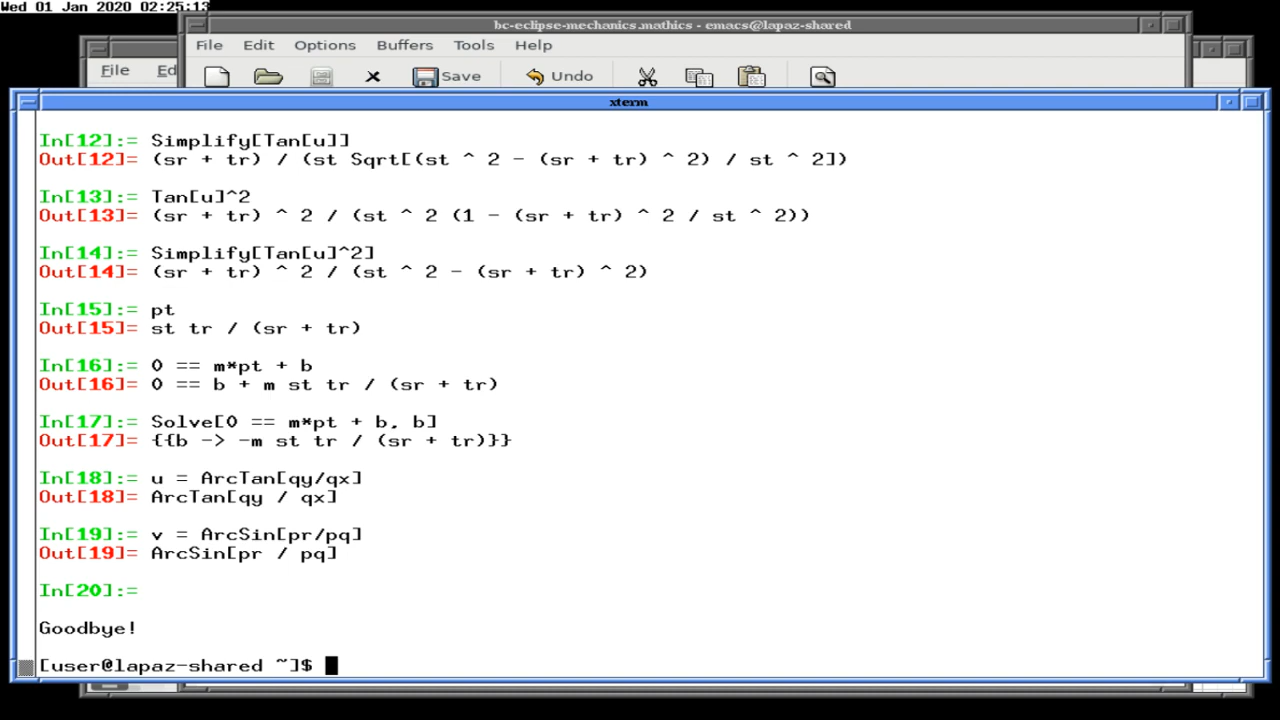 Wed 01 Jan 2020 02:25:13
bc-eclipse-mechanics.mathics - emacs@lapaz-shared
File Edit Options Buffers Tools Help
File Ed
Save Undo
xterm
In[12]:= Simplify[Tan[u]]
Out[12]= (sr + tr) / (st Sqrt[(st ^ 2 - (sr + tr) ^ 2) / st ^ 2])
In[13]:= Tan[u]^2
Out[13]= (sr + tr) ^ 2 / (st ^ 2 (1 - (sr + tr) ^ 2 / st ^ 2))
In[14]:= Simplify[Tan[u]^2]
Out[14]= (sr + tr) ^ 2 / (st ^ 2 - (sr + tr) ^ 2)
In[15]:= pt
Out[15]= st tr / (sr + tr)
In[16]:= 0 == m*pt + b
Out[16]= 0 == b + m st tr / (sr + tr)
In[17]:= Solve[0 == m*pt + b, b]
Out[17]= {{b -> -m st tr / (sr + tr)}}
In[18]:= u = ArcTan[qy/qx]
Out[18]= ArcTan[qy / qx]
In[19]:= v = ArcSin[pr/pq]
Out[19]= ArcSin[pr / pq]
In[20]:=
Goodbye!
[user@lapaz-shared ~]$